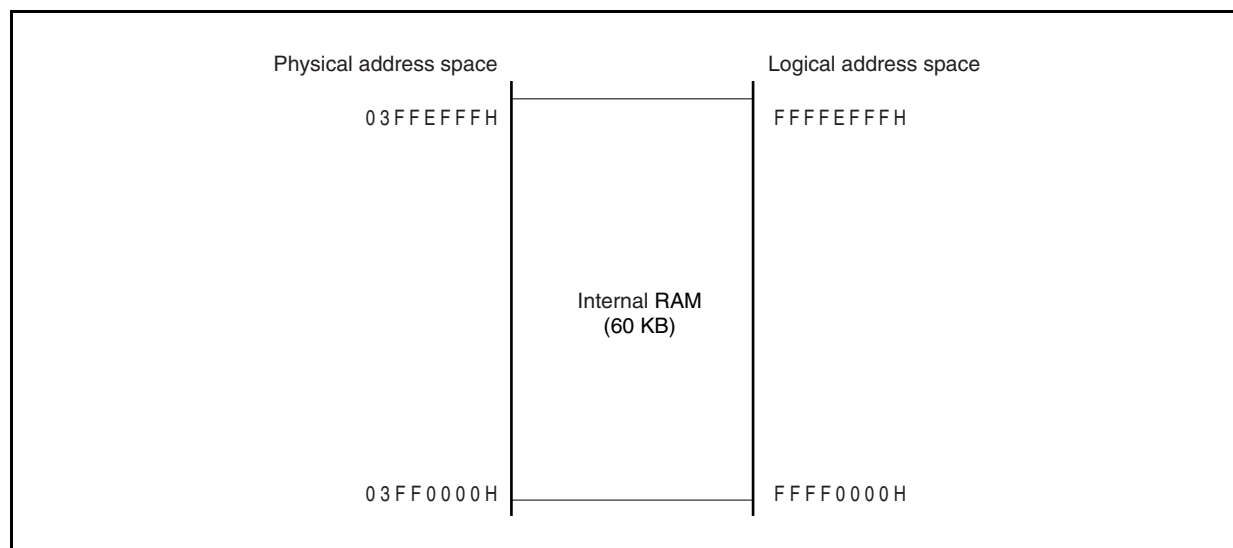 Physical address space
Logical address space
03FFEFFFH
FFFFEFFFH
Internal RAM
(60 KB)
03FF0000H
FFFF0000H